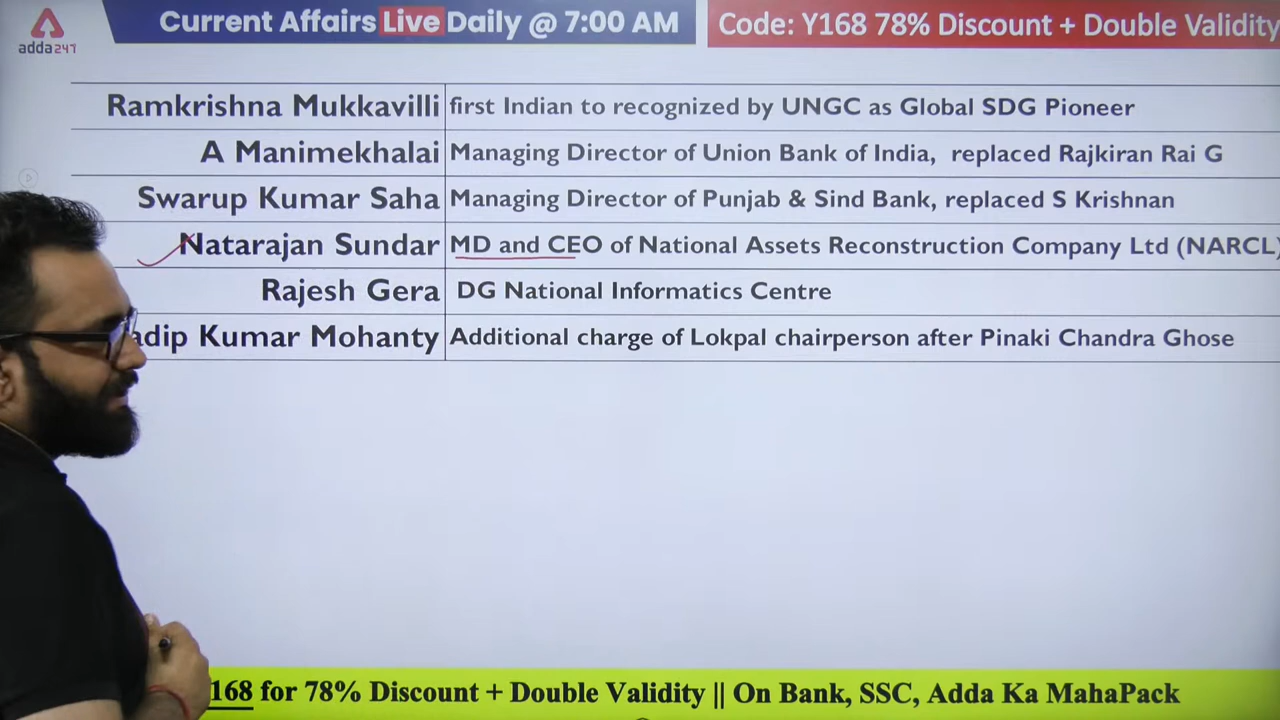 Current Affairs Live Daily @ 7:00 AM
Code: Y168 78% Discount + Double Validity
adda247
Ramkrishna Mukkavilli first Indian to recognized by UNGC as Global SDG Pioneer
A Manimekhalai Managing Director of Union Bank of India, replaced Rajkiran Rai G
Swarup Kumar Saha Managing Director of Punjab & Sind Bank, replaced S Krishnan
Natarajan Sundar MD and CEO of National Assets Reconstruction Company Ltd (NARCL)
Rajesh Gera DG National Informatics Centre
adip Kumar Mohanty Additional charge of Lokpal chairperson after Pinaki Chandra Ghose
168 for 78% Discount + Double Validity || On Bank, SSC, Adda Ka MahaPack